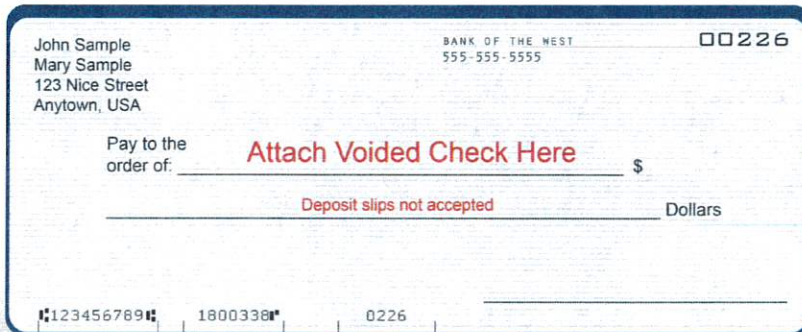 John Sample
Mary Sample
123 Nice Street
Anytown, USA
BANK OF THE WEST
555-555-5555
00226
Pay to the
order of:
Attach Voided Check Here
$
Deposit slips not accepted
Dollars
⑆123456789⑆ 1800338⑈ 0226